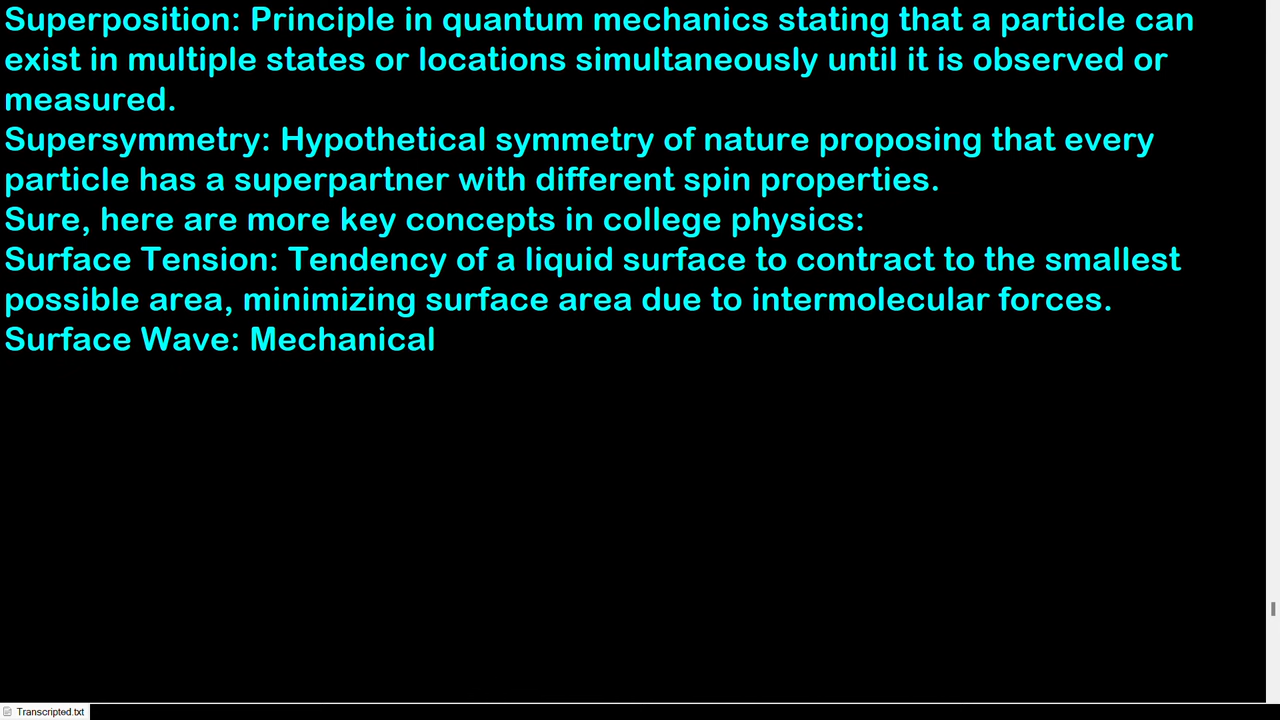 Superposition: Principle in quantum mechanics stating that a particle can
exist in multiple states or locations simultaneously until it is observed or
measured.
Supersymmetry: Hypothetical symmetry of nature proposing that every
particle has a superpartner with different spin properties.
Sure, here are more key concepts in college physics:
Surface Tension: Tendency of a liquid surface to contract to the smallest
possible area, minimizing surface area due to intermolecular forces.
Surface Wave: Mechanical
Transcripted.txt